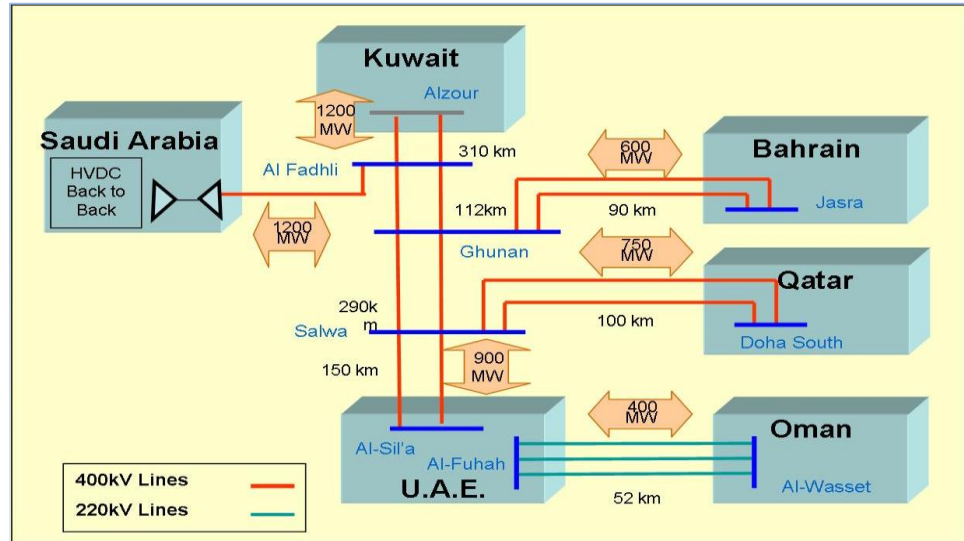 Kuwait
Alzour
1200
MW
Saudi Arabia
HVDC
Back to
Back
Al Fadhli
310 km
600
MW
Bahrain
Jasra
1200
MW
112km
90 km
Ghunan
750
MW
Qatar
290k
m
Salwa
100 km
Doha South
150 km
900
MW
400
MW
Al-Sil'a
Al-Fuhah
U.A.E.
Oman
Al-Wasset
52 km
400kV Lines
220kV Lines